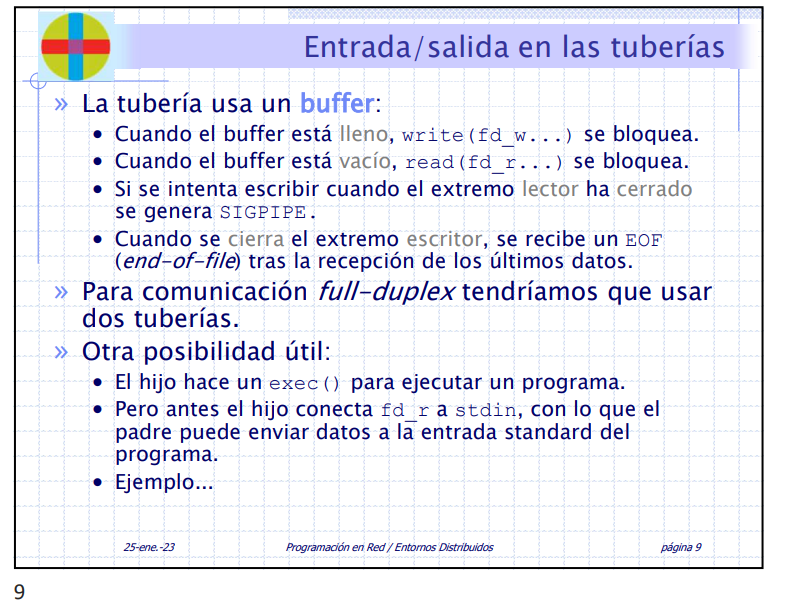 Entrada/salida en las tuberías
» La tubería usa un buffer:
• Cuando el buffer está lleno, write(fd_w...) se bloquea.
• Cuando el buffer está vacío, read(fd_r...) se bloquea.
• Si se intenta escribir cuando el extremo lector ha cerrado
se genera SIGPIPE.
• Cuando se cierra el extremo escritor, se recibe un EOF
(end-of-file) tras la recepción de los últimos datos.
» Para comunicación full-duplex tendríamos que usar
dos tuberías.
» Otra posibilidad útil:
• El hijo hace un exec() para ejecutar un programa.
• Pero antes el hijo conecta fd_r a stdin, con lo que el
padre puede enviar datos a la entrada standard del
programa.
• Ejemplo...
25-ene.-23 Programación en Red / Entornos Distribuidos página 9
9